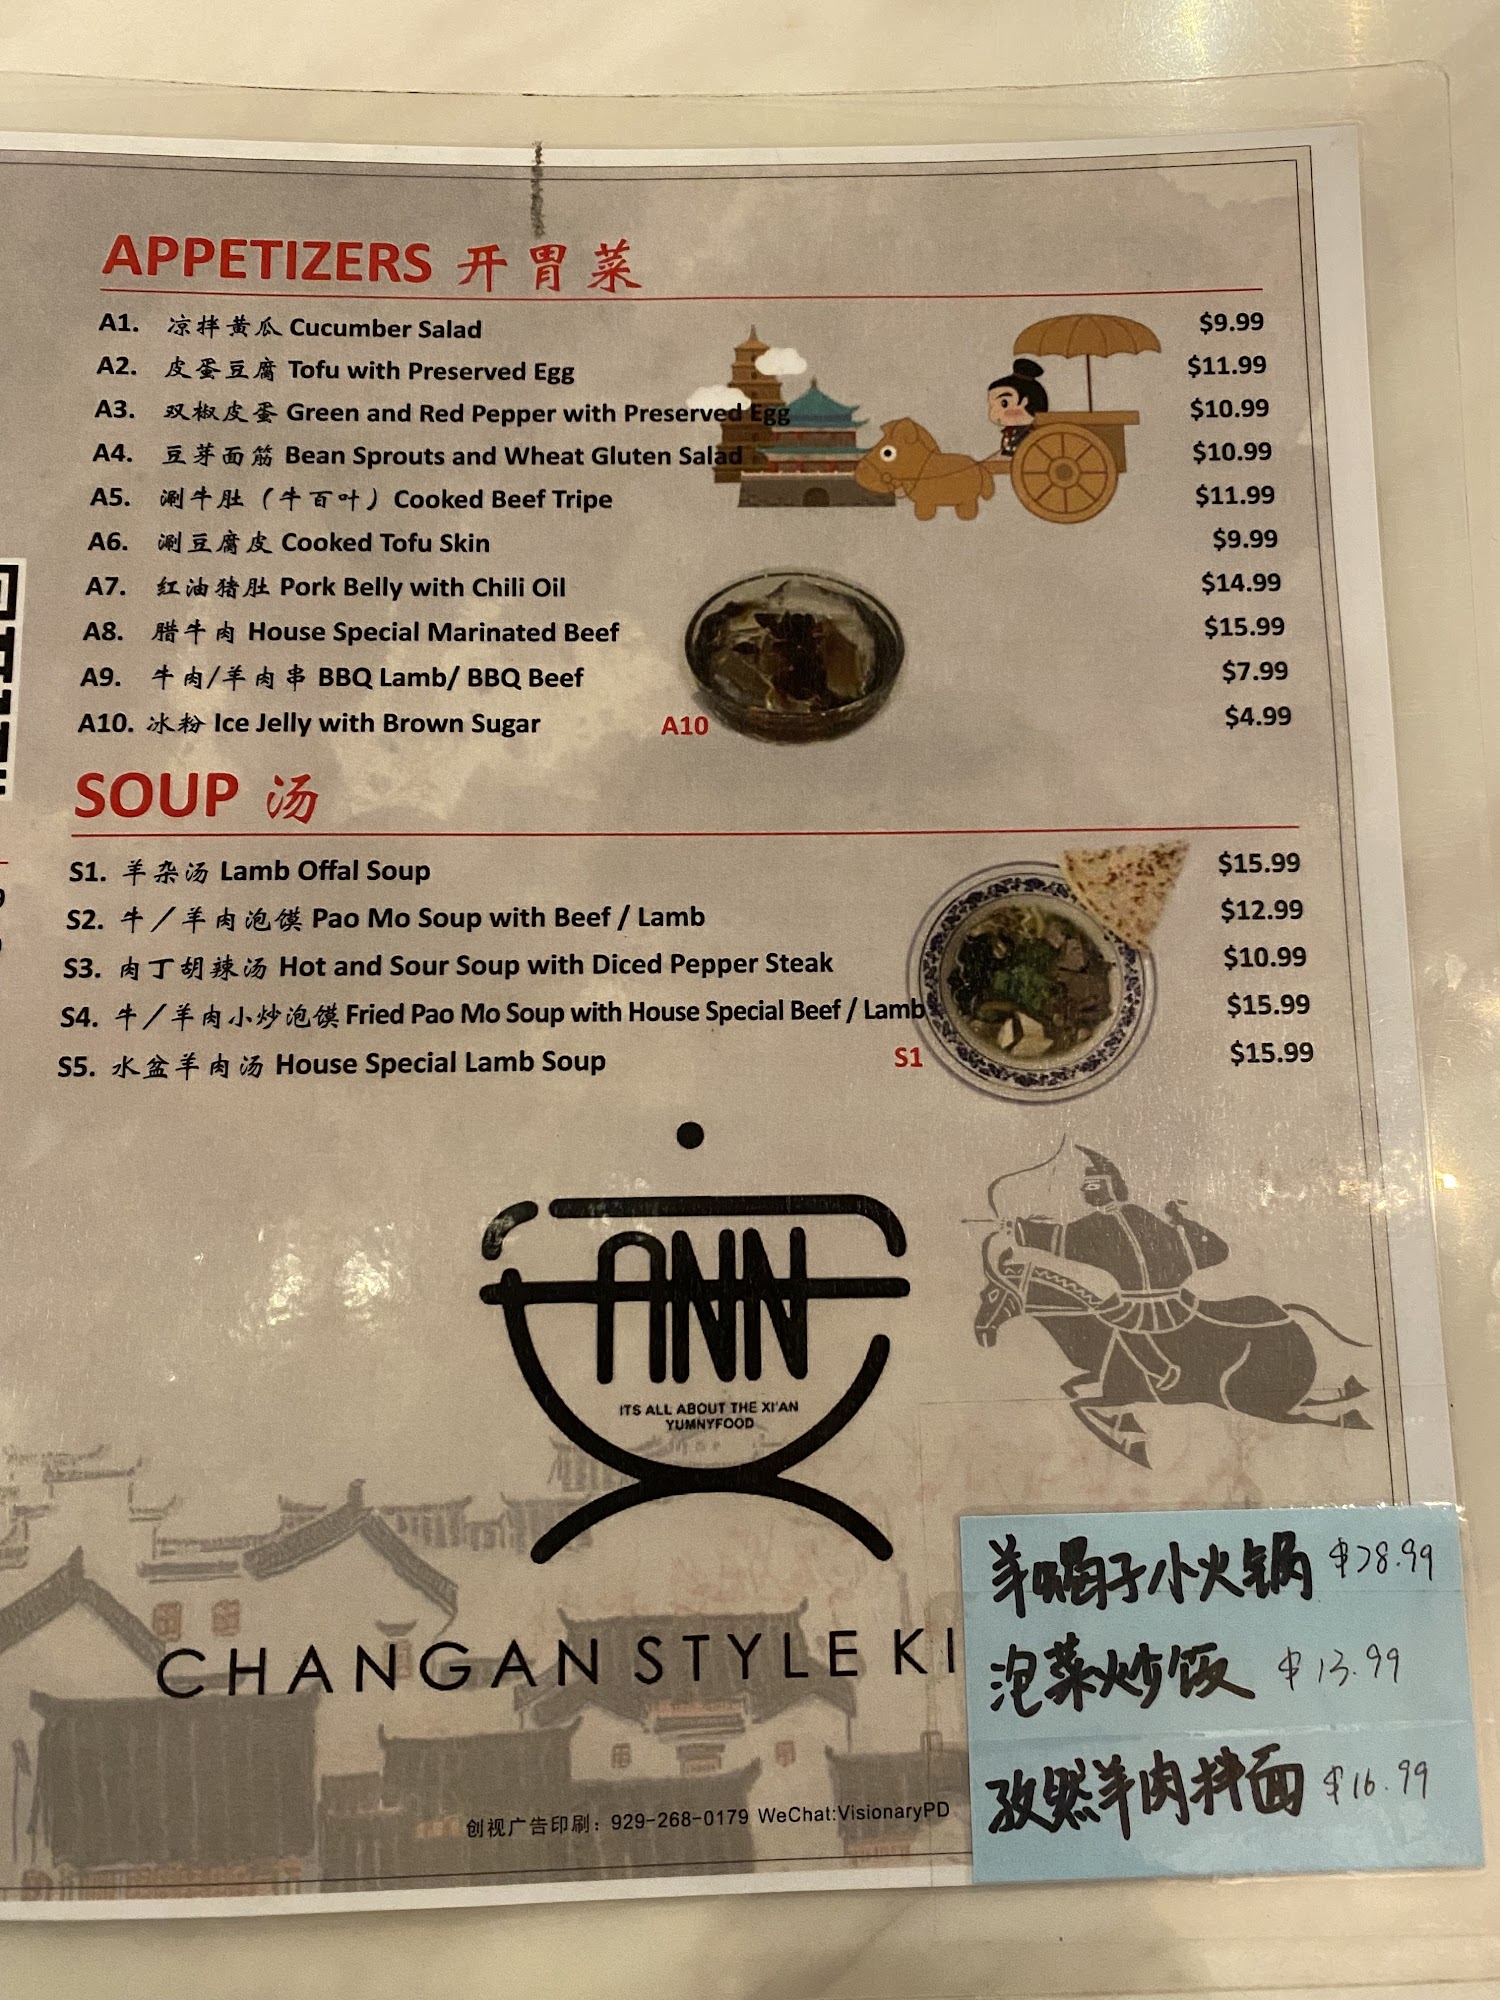 APPETIZERS 开胃菜
A1. 凉拌黄瓜 Cucumber Salad $9.99
A2. 皮蛋豆腐 Tofu with Preserved Egg $11.99
A3. 双椒皮蛋 Green and Red Pepper with Preserved Egg $10.99
A4. 豆芽面筋 Bean Sprouts and Wheat Gluten Salad $10.99
A5. 涮牛肚（牛百叶）Cooked Beef Tripe $11.99
A6. 涮豆腐皮 Cooked Tofu Skin $9.99
A7. 红油猪肚 Pork Belly with Chili Oil $14.99
A8. 腊牛肉 House Special Marinated Beef $15.99
A9. 牛肉/羊肉串 BBQ Lamb/ BBQ Beef $7.99
A10. 冰粉 Ice Jelly with Brown Sugar $4.99
A10
SOUP 汤
S1. 羊杂汤 Lamb Offal Soup $15.99
S2. 牛／羊肉泡馍 Pao Mo Soup with Beef / Lamb $12.99
S3. 肉丁胡辣汤 Hot and Sour Soup with Diced Pepper Steak $10.99
S4. 牛／羊肉小炒泡馍 Fried Pao Mo Soup with House Special Beef / Lamb $15.99
S5. 水盆羊肉汤 House Special Lamb Soup $15.99
S1
ANN
ITS ALL ABOUT THE XI'AN
YUMNYFOOD
CHANGAN STYLE KI
羊蝎子小火锅 $28.99
泡菜炒饭 $13.99
孜然羊肉拌面 $16.99
创视广告印刷：929-268-0179 WeChat:VisionaryPD